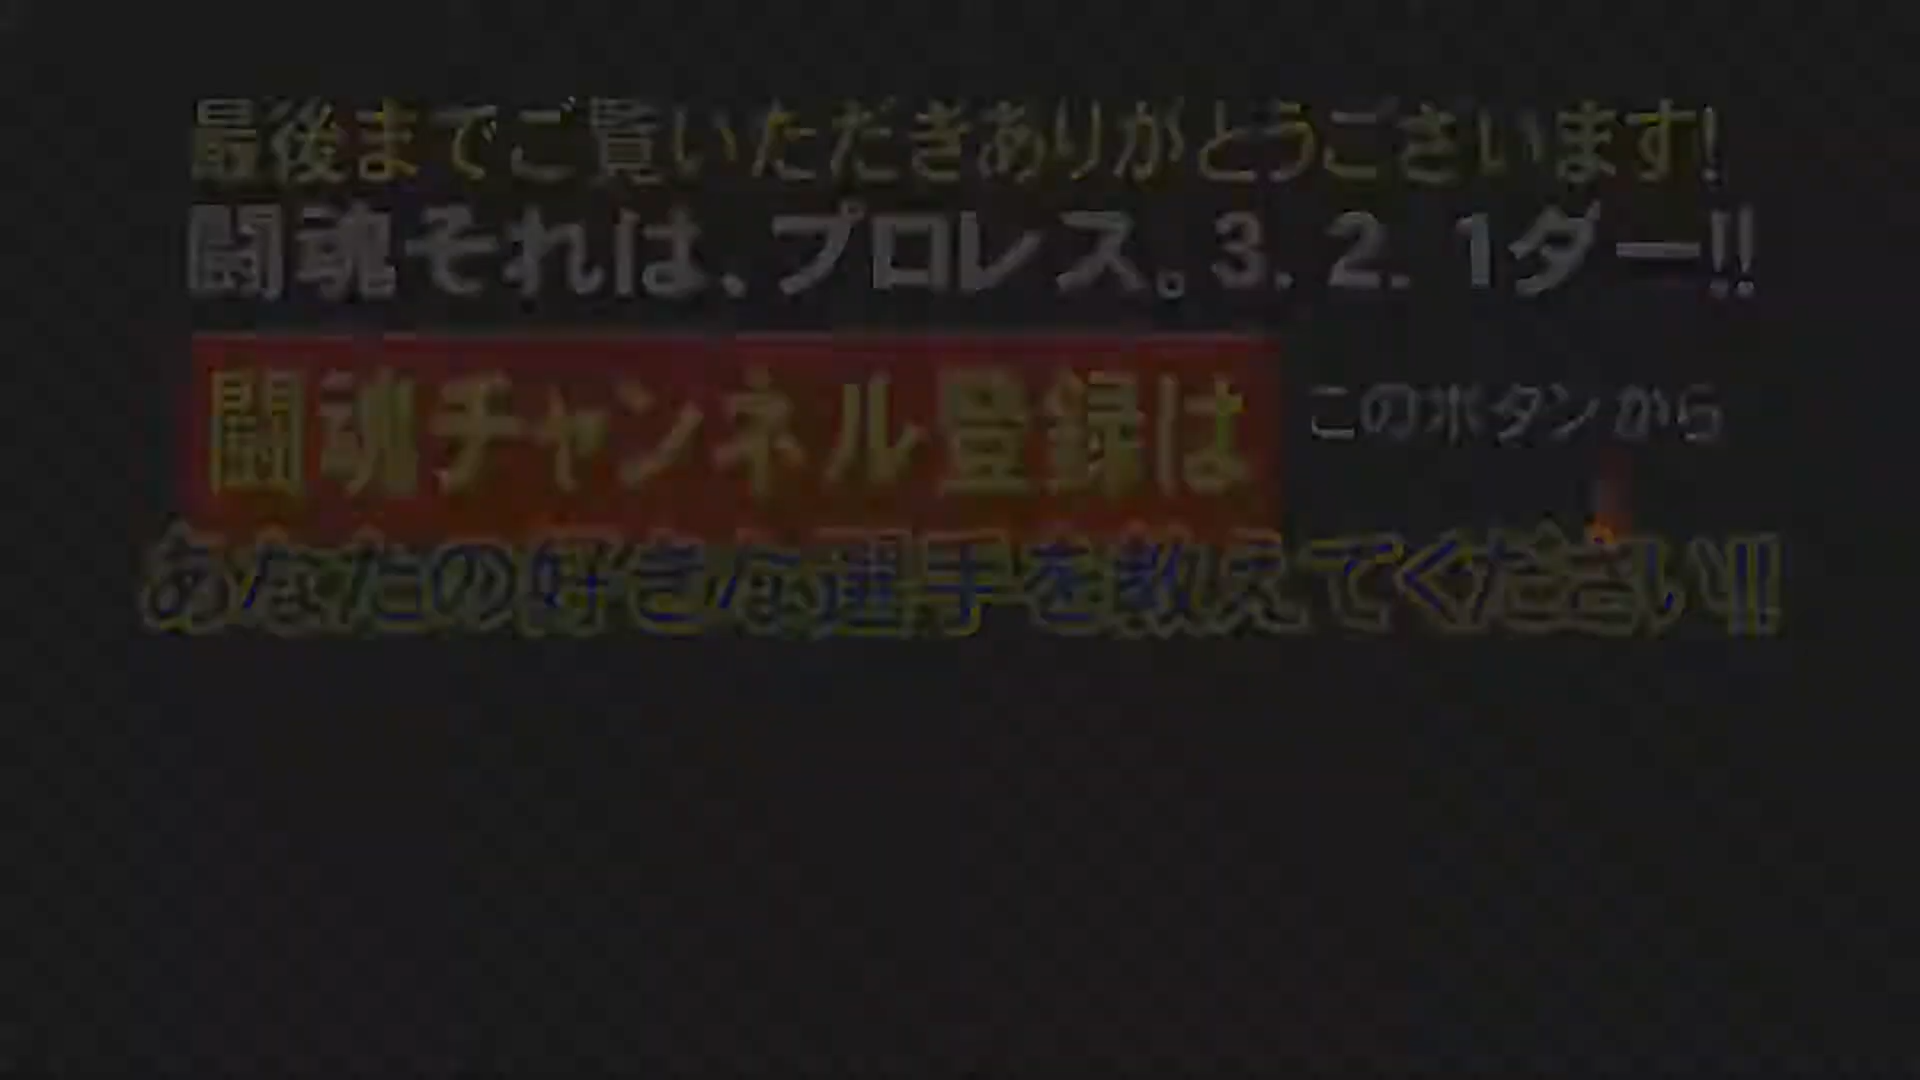 最後までご覧いただきありがとうございます!
闘魂それは、プロレス。3. 2. 1ダー!!
闘魂チャンネル登録は このボタンから
あなたの好きな選手を教えてください!!